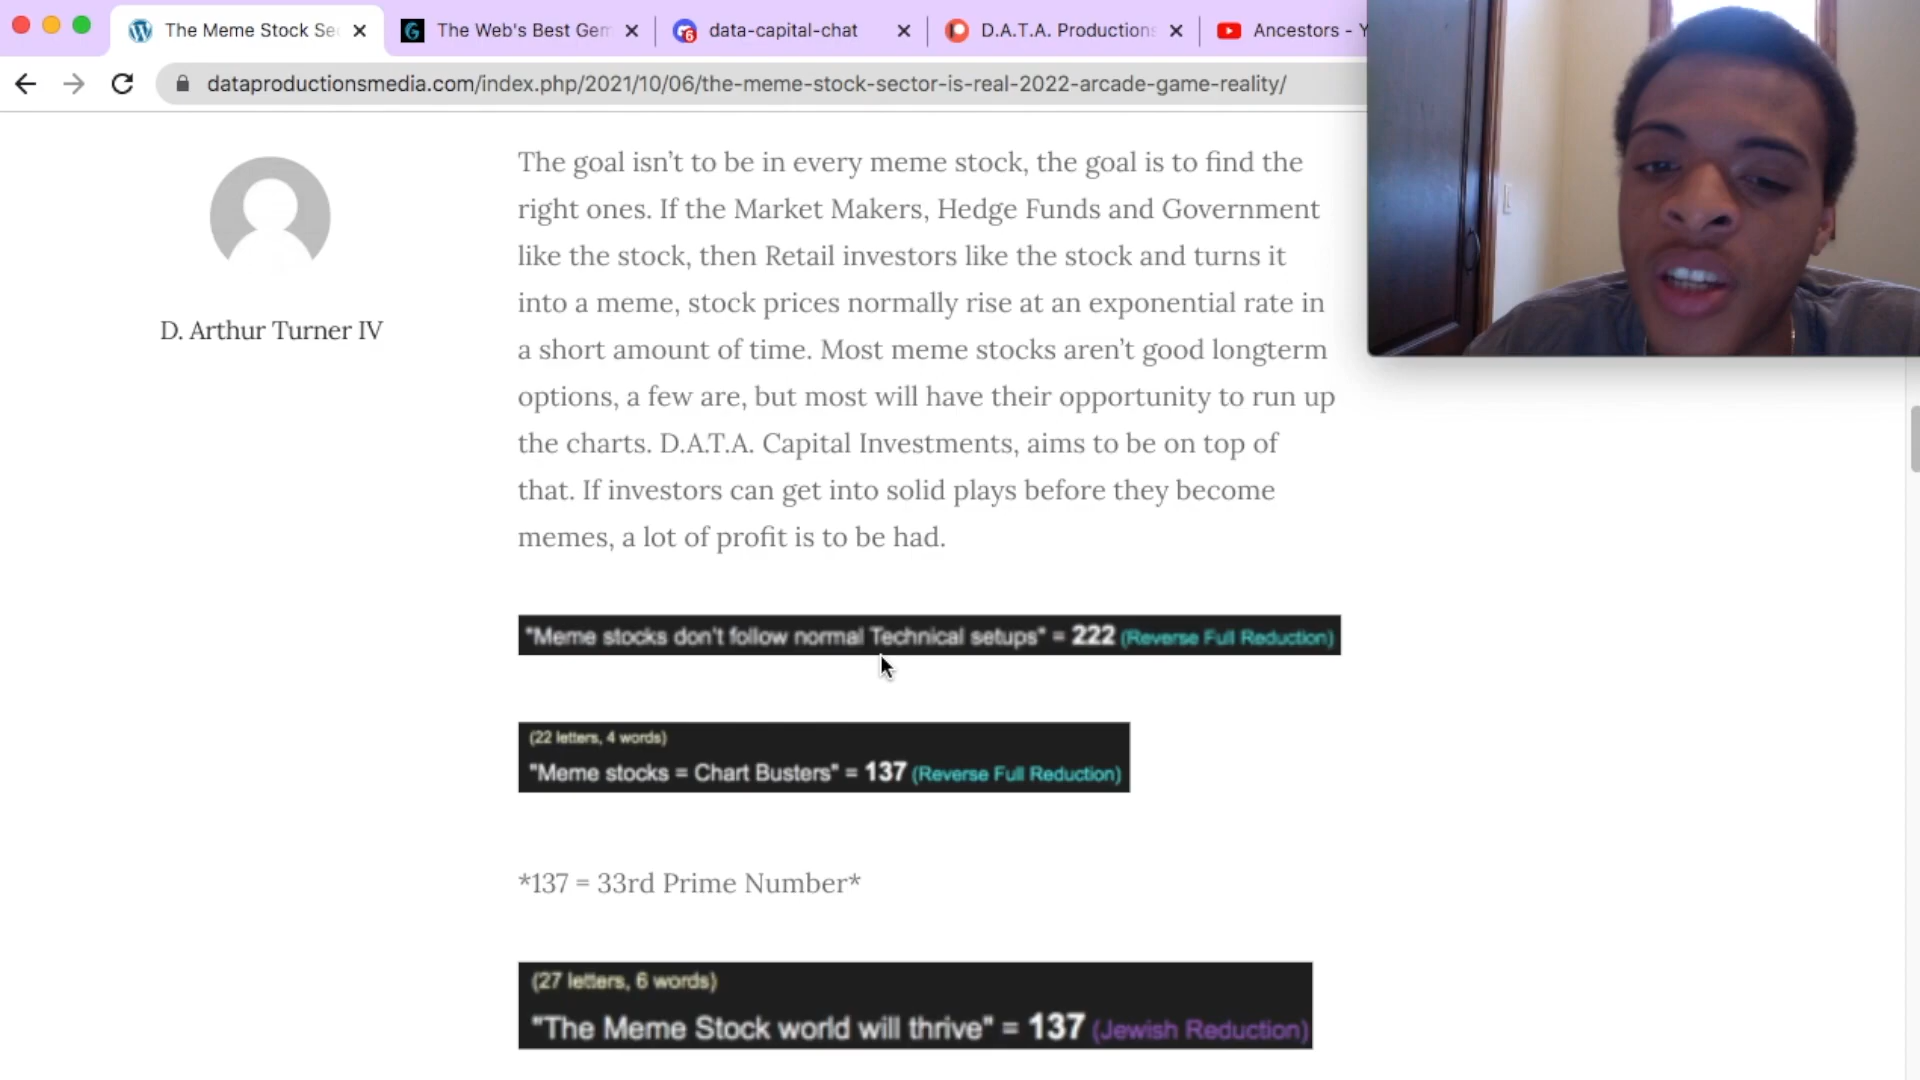 The Meme Stock Se
The Web's Best Gem
data-capital-chat
D.A.T.A. Productions
Ancestors - Y
dataproductionsmedia.com/index.php/2021/10/06/the-meme-stock-sector-is-real-2022-arcade-game-reality/
D. Arthur Turner IV
The goal isn’t to be in every meme stock, the goal is to find the
right ones. If the Market Makers, Hedge Funds and Government
like the stock, then Retail investors like the stock and turns it
into a meme, stock prices normally rise at an exponential rate in
a short amount of time. Most meme stocks aren’t good longterm
options, a few are, but most will have their opportunity to run up
the charts. D.A.T.A. Capital Investments, aims to be on top of
that. If investors can get into solid plays before they become
memes, a lot of profit is to be had.
"Meme stocks don't follow normal Technical setups" = 222 (Reverse Full Reduction)
(22 letters, 4 words)
"Meme stocks = Chart Busters" = 137 (Reverse Full Reduction)
*137 = 33rd Prime Number*
(27 letters, 6 words)
"The Meme Stock world will thrive" = 137 (Jewish Reduction)